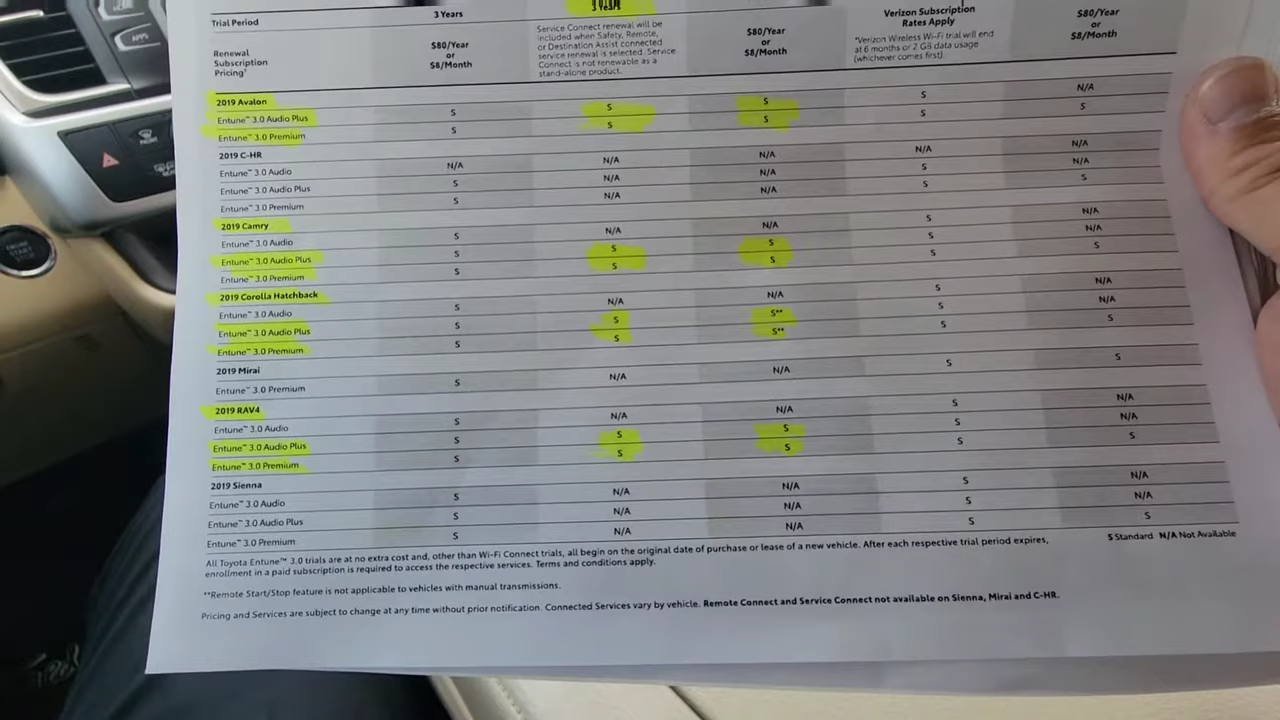 APPS
ENGINE
START
Trial Period 3 Years 3 Years Verizon Subscription
Rates Apply
Renewal
Subscription
Pricing†
$80/Year
or
$8/Month
Service Connect renewal will be
included when Safety, Remote,
or Destination Assist connected
service renewal is selected. Service
Connect is not renewable as a
stand-alone product.
$80/Year
or
$8/Month
*Verizon Wireless Wi-Fi trial will end
at 6 months or 2 GB data usage
(whichever comes first)
$80/Year
or
$8/Month
2019 Avalon
Entune™ 3.0 Audio Plus S S S S N/A
Entune™ 3.0 Premium S S S S S
2019 C-HR
Entune™ 3.0 Audio N/A N/A N/A N/A N/A
Entune™ 3.0 Audio Plus S N/A N/A S N/A
Entune™ 3.0 Premium S N/A N/A S S
2019 Camry
Entune™ 3.0 Audio S N/A N/A S N/A
Entune™ 3.0 Audio Plus S S S S N/A
Entune™ 3.0 Premium S S S S S
2019 Corolla Hatchback
Entune™ 3.0 Audio S N/A N/A S N/A
Entune™ 3.0 Audio Plus S S S** S N/A
Entune™ 3.0 Premium S S S** S S
2019 Mirai
Entune™ 3.0 Premium S N/A N/A S S
2019 RAV4
Entune™ 3.0 Audio S N/A N/A S N/A
Entune™ 3.0 Audio Plus S S S S N/A
Entune™ 3.0 Premium S S S S S
2019 Sienna
Entune™ 3.0 Audio S N/A N/A S N/A
Entune™ 3.0 Audio Plus S N/A N/A S N/A
Entune™ 3.0 Premium S N/A N/A S S
S Standard N/A Not Available
All Toyota Entune™ 3.0 trials are at no extra cost and, other than Wi-Fi Connect trials, all begin on the original date of purchase or lease of a new vehicle. After each respective trial period expires,
enrollment in a paid subscription is required to access the respective services. Terms and conditions apply.
**Remote Start/Stop feature is not applicable to vehicles with manual transmissions.
Pricing and Services are subject to change at any time without prior notification. Connected Services vary by vehicle. Remote Connect and Service Connect not available on Sienna, Mirai and C-HR.